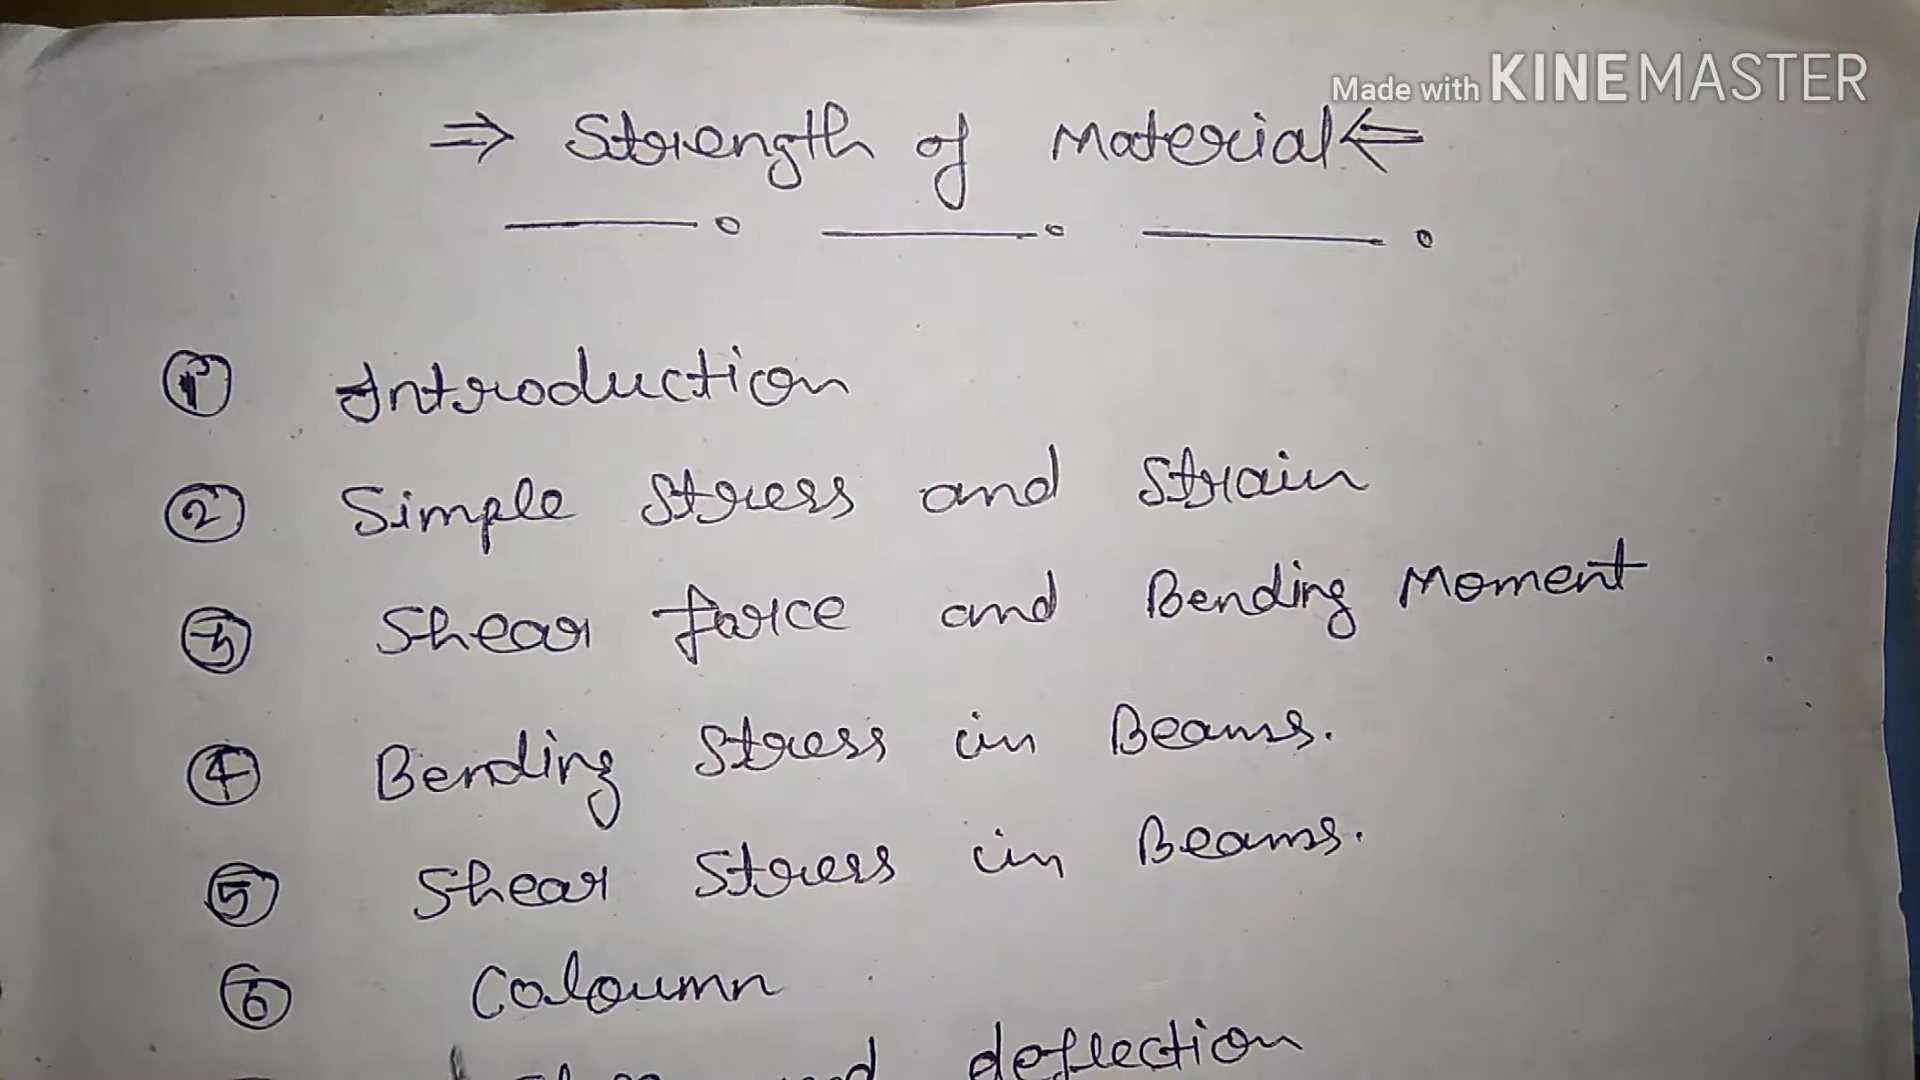 Made with KINEMASTER
⇒ Strength of Material ⇐
① Introduction
② Simple Stress and Strain
③ Shear force and Bending Moment
④ Bending Stress in Beams.
⑤ Shear Stress in Beams.
⑥ Coloumn
and deflection